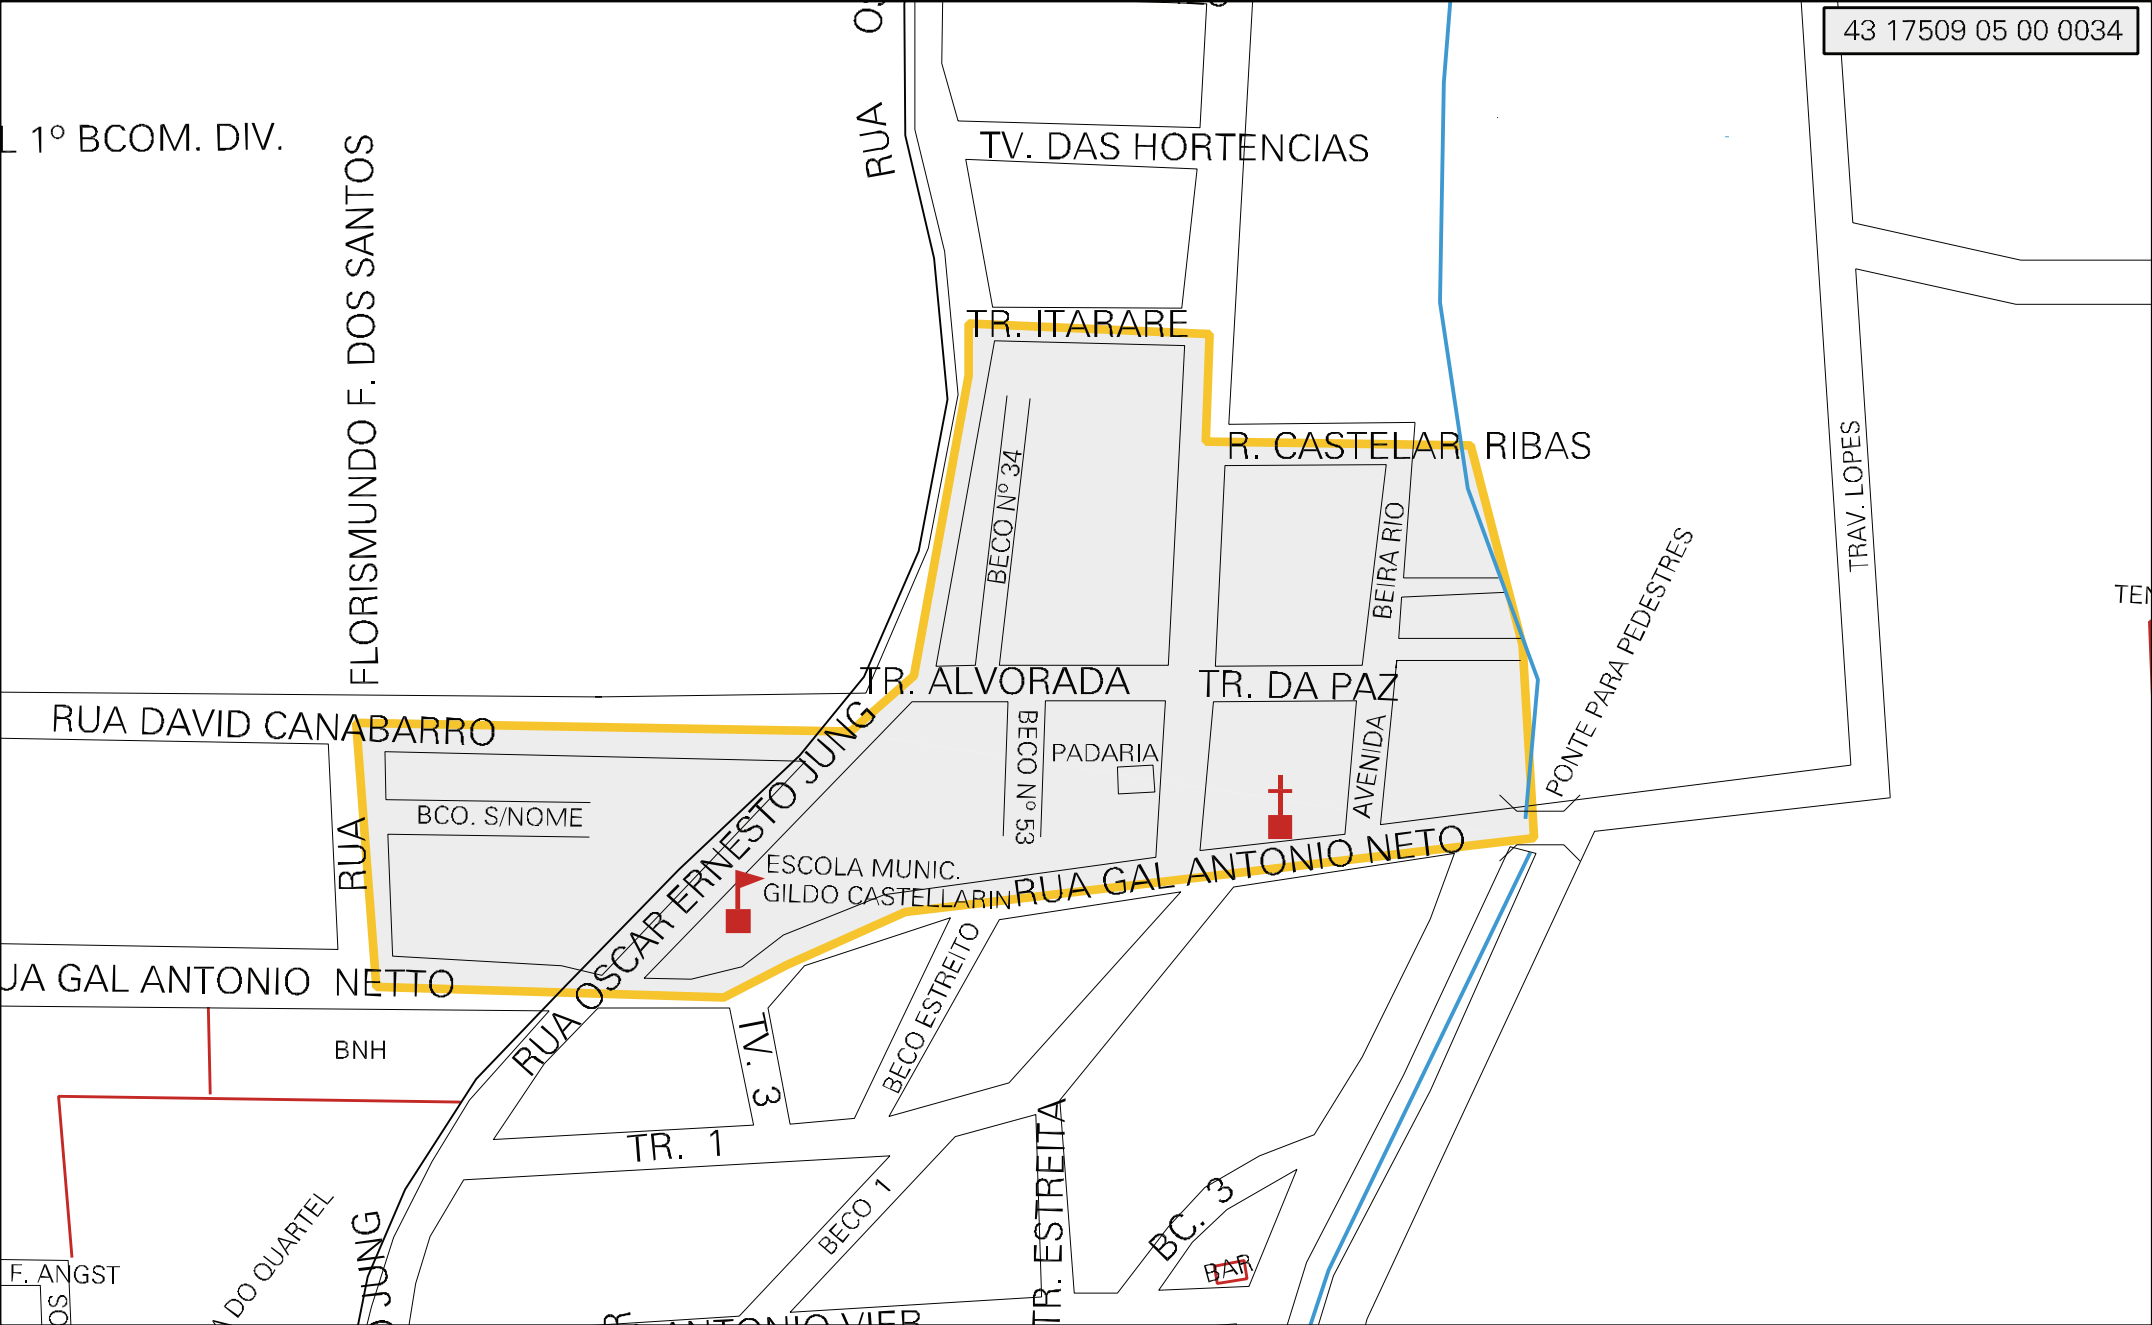 43 17509 05 00 0034
L 1º BCOM. DIV.
RUA
TV. DAS HORTENCIAS
FLORISMUNDO F. DOS SANTOS
TR. ITARARE
R. CASTELAR RIBAS
BECO Nº 34
BEIRA RIO
TRAV. LOPES
PONTE PARA PEDESTRES
TR. ALVORADA
TR. DA PAZ
RUA DAVID CANABARRO
BECO Nº 53
PADARIA
AVENIDA
BCO. S/NOME
RUA
RUA OSCAR ERNESTO JUNG
ESCOLA MUNIC.
GILDO CASTELLARIN
RUA GAL ANTONIO NETO
UA GAL ANTONIO NETTO
BECO ESTREITO
BNH
TV. 3
TR. 1
TR. ESTREITA
BECO 1
BC. 3
BAR
DO QUARTEL
JUNG
F. ANGST
OS
ANTONIO VIER